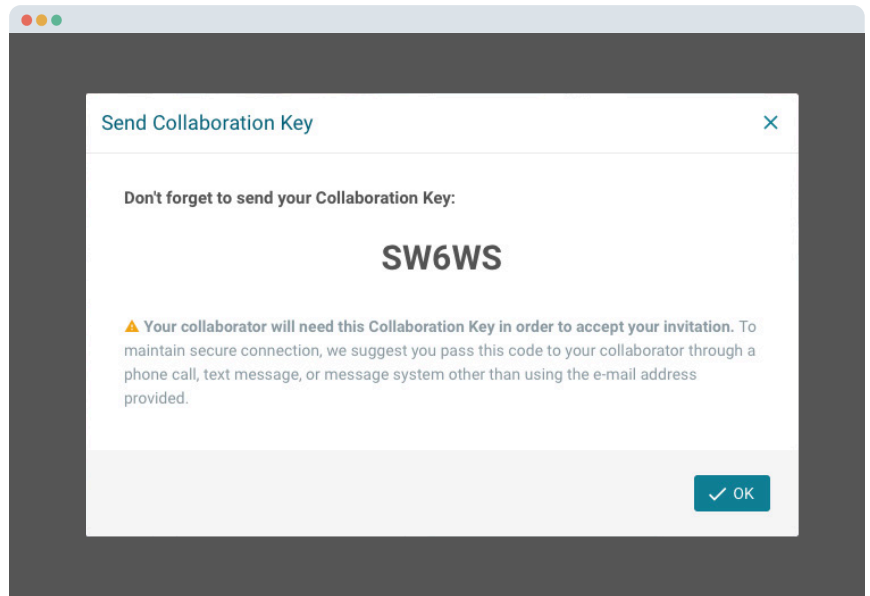 Send Collaboration Key
Don't forget to send your Collaboration Key:
SW6WS
Your collaborator will need this Collaboration Key in order to accept your invitation. To
maintain secure connection, we suggest you pass this code to your collaborator through a
phone call, text message, or message system other than using the e-mail address
provided.
OK